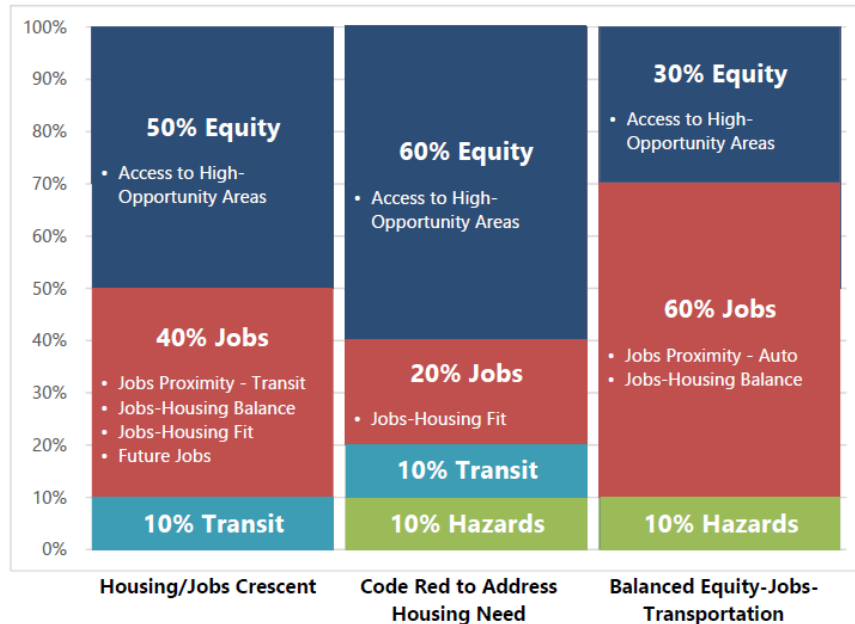 100%
90%
80%
70%
60%
50%
40%
30%
20%
10%
0%
50% Equity
• Access to High-
Opportunity Areas
40% Jobs
• Jobs Proximity - Transit
• Jobs-Housing Balance
• Jobs-Housing Fit
• Future Jobs
10% Transit
60% Equity
• Access to High-
Opportunity Areas
20% Jobs
• Jobs-Housing Fit
10% Transit
10% Hazards
30% Equity
• Access to High-
Opportunity Areas
60% Jobs
• Jobs Proximity - Auto
• Jobs-Housing Balance
10% Hazards
Housing/Jobs Crescent
Code Red to Address
Housing Need
Balanced Equity-Jobs-
Transportation